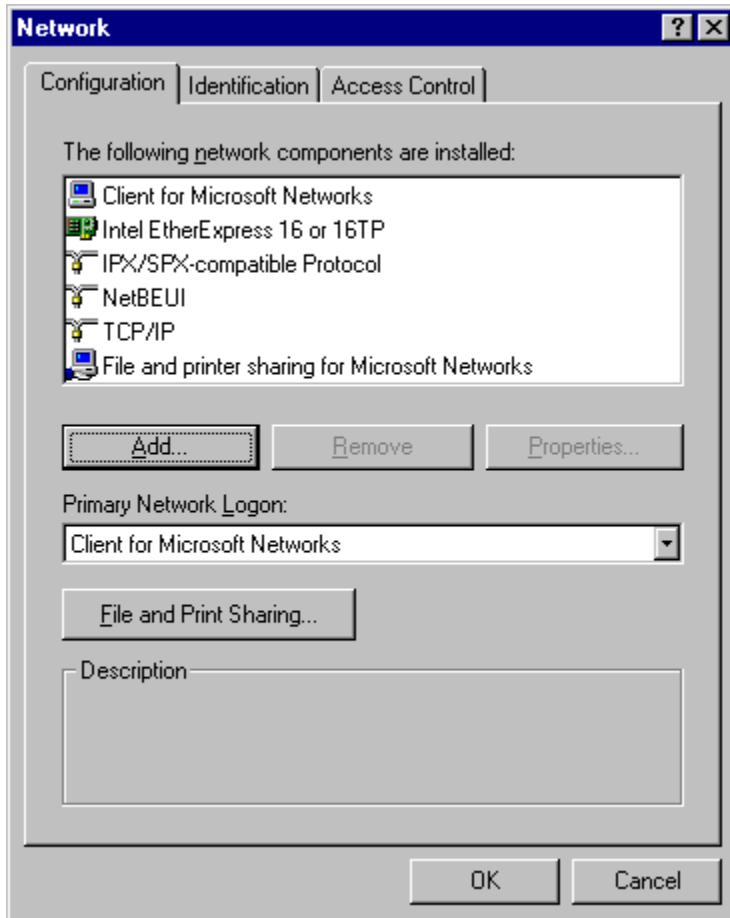 Network
Configuration Identification Access Control
The following network components are installed:
Client for Microsoft Networks
Intel EtherExpress 16 or 16TP
IPX/SPX-compatible Protocol
NetBEUI
TCP/IP
File and printer sharing for Microsoft Networks
Add... Remove Properties...
Primary Network Logon:
Client for Microsoft Networks
File and Print Sharing...
Description
OK Cancel